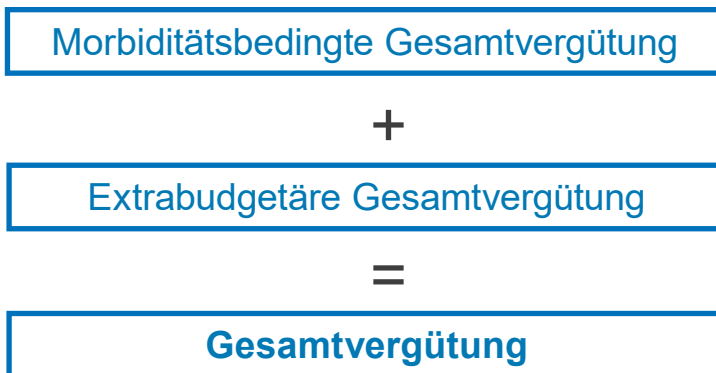 Morbiditätsbedingte Gesamtvergütung
+
Extrabudgetäre Gesamtvergütung
=
Gesamtvergütung